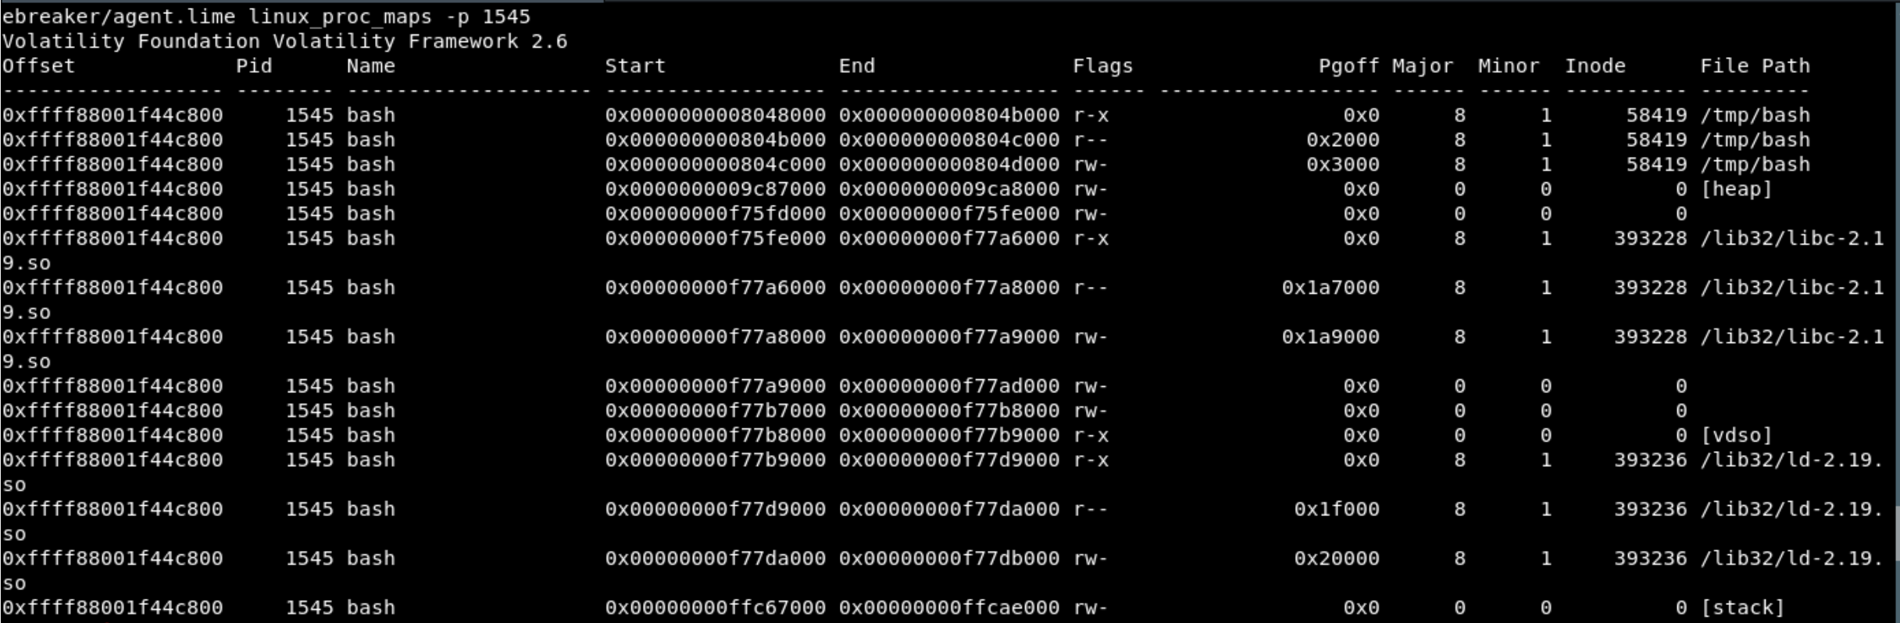 ebreaker/agent.lime linux_proc_maps -p 1545
Volatility Foundation Volatility Framework 2.6
Offset             Pid      Name                 Start              End                Flags               Pgoff Major  Minor  Inode      File Path
------------------ -------- -------------------- ------------------ ------------------ ------ ------------------ ------ ------ ---------- ---------
0xffff88001f44c800     1545 bash                 0x0000000008048000 0x000000000804b000 r-x                   0x0      8      1      58419 /tmp/bash
0xffff88001f44c800     1545 bash                 0x000000000804b000 0x000000000804c000 r--                0x2000      8      1      58419 /tmp/bash
0xffff88001f44c800     1545 bash                 0x000000000804c000 0x000000000804d000 rw-                0x3000      8      1      58419 /tmp/bash
0xffff88001f44c800     1545 bash                 0x0000000009c87000 0x0000000009ca8000 rw-                   0x0      0      0          0 [heap]
0xffff88001f44c800     1545 bash                 0x00000000f75fd000 0x00000000f75fe000 rw-                   0x0      0      0          0
0xffff88001f44c800     1545 bash                 0x00000000f75fe000 0x00000000f77a6000 r-x                   0x0      8      1     393228 /lib32/libc-2.1
9.so
0xffff88001f44c800     1545 bash                 0x00000000f77a6000 0x00000000f77a8000 r--              0x1a7000      8      1     393228 /lib32/libc-2.1
9.so
0xffff88001f44c800     1545 bash                 0x00000000f77a8000 0x00000000f77a9000 rw-              0x1a9000      8      1     393228 /lib32/libc-2.1
9.so
0xffff88001f44c800     1545 bash                 0x00000000f77a9000 0x00000000f77ad000 rw-                   0x0      0      0          0
0xffff88001f44c800     1545 bash                 0x00000000f77b7000 0x00000000f77b8000 rw-                   0x0      0      0          0
0xffff88001f44c800     1545 bash                 0x00000000f77b8000 0x00000000f77b9000 r-x                   0x0      0      0          0 [vdso]
0xffff88001f44c800     1545 bash                 0x00000000f77b9000 0x00000000f77d9000 r-x                   0x0      8      1     393236 /lib32/ld-2.19.
so
0xffff88001f44c800     1545 bash                 0x00000000f77d9000 0x00000000f77da000 r--               0x1f000      8      1     393236 /lib32/ld-2.19.
so
0xffff88001f44c800     1545 bash                 0x00000000f77da000 0x00000000f77db000 rw-               0x20000      8      1     393236 /lib32/ld-2.19.
so
0xffff88001f44c800     1545 bash                 0x00000000ffc67000 0x00000000ffcae000 rw-                   0x0      0      0          0 [stack]